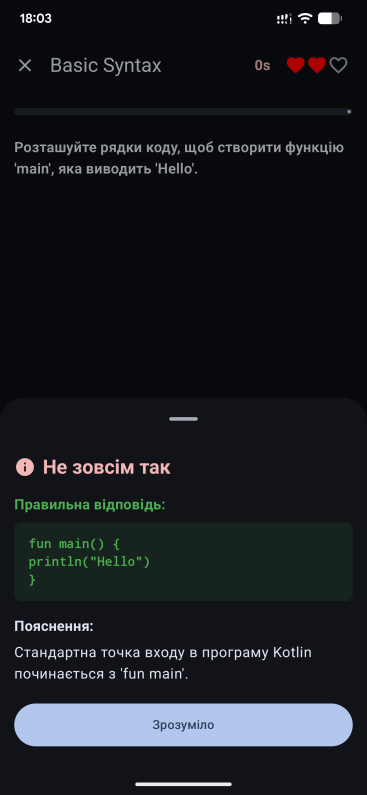 18:03
Basic Syntax
0s
Розташуйте рядки коду, щоб створити функцію
'main', яка виводить 'Hello'.
Не зовсім так
Правильна відповідь:
fun main() {
println("Hello")
}
Пояснення:
Стандартна точка входу в програму Kotlin
починається з 'fun main'.
Зрозуміло